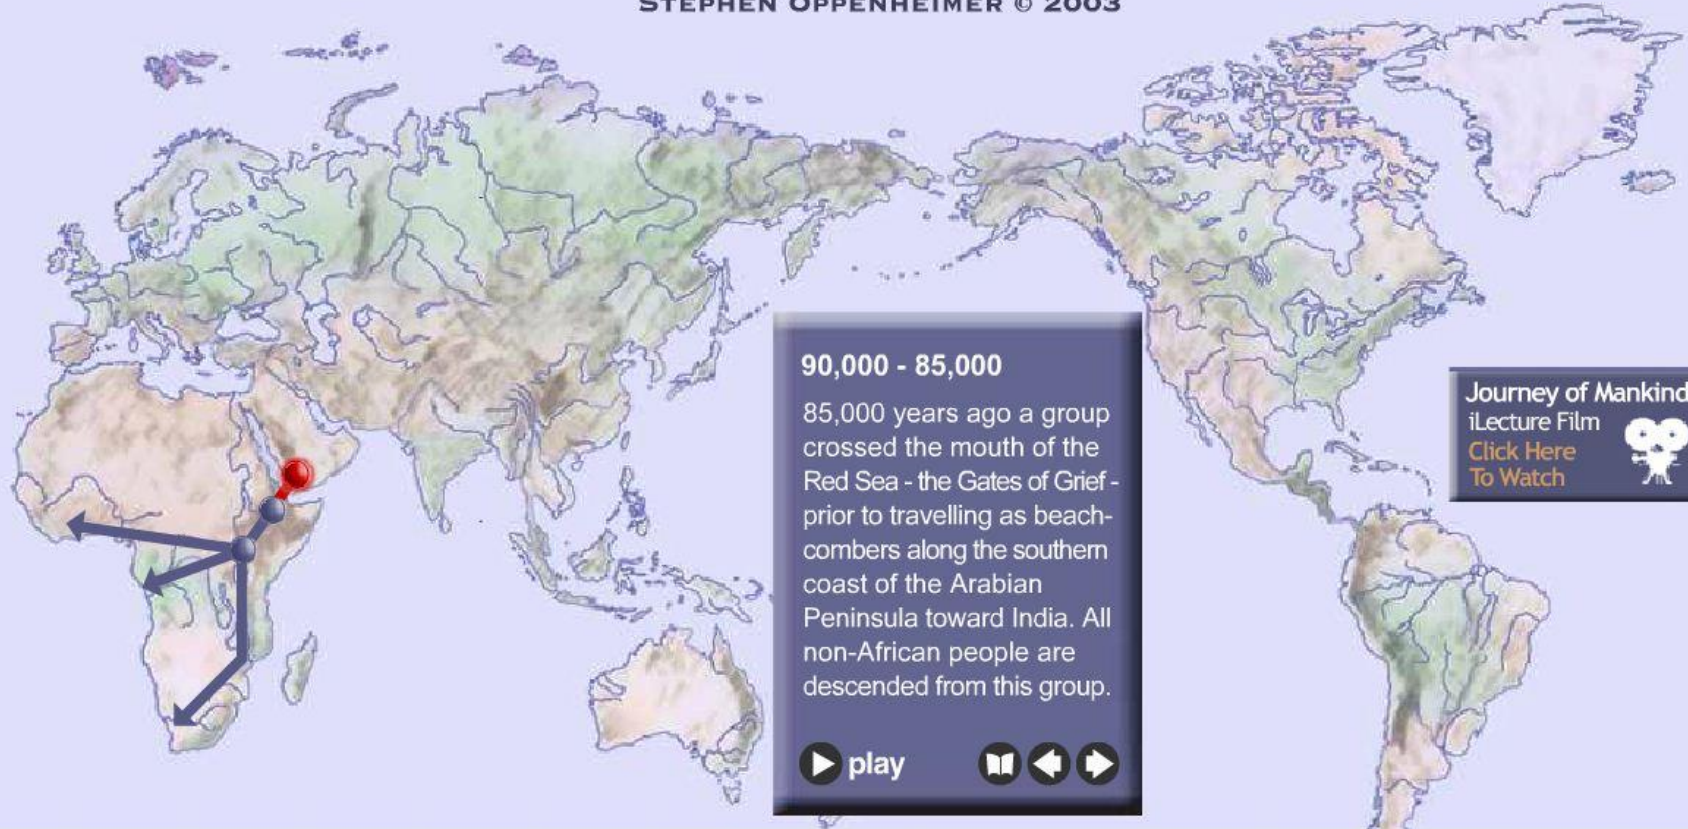 STEPHEN OPPENHEIMER © 2003
90,000 - 85,000
85,000 years ago a group
crossed the mouth of the
Red Sea - the Gates of Grief -
prior to travelling as beach-
combers along the southern
coast of the Arabian
Peninsula toward India. All
non-African people are
descended from this group.
play
Journey of Mankind
iLecture Film
Click Here
To Watch